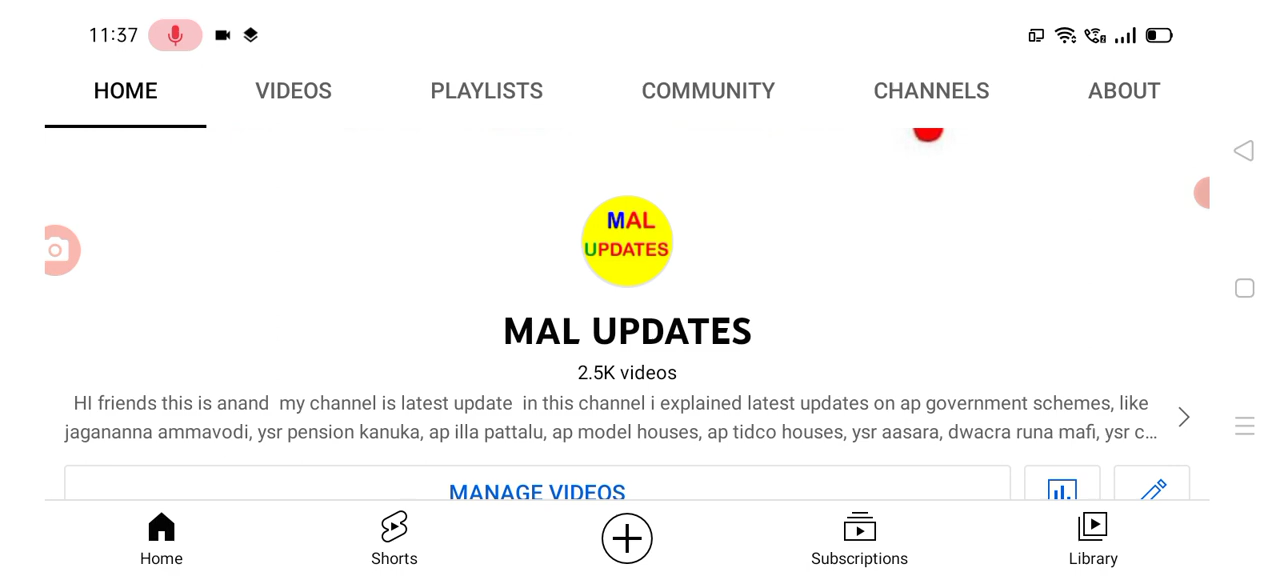 11:37
HOME VIDEOS PLAYLISTS COMMUNITY CHANNELS ABOUT
MAL
UPDATES
MAL UPDATES
2.5K videos
HI friends this is anand my channel is latest update in this channel i explained latest updates on ap government schemes, like
jagananna ammavodi, ysr pension kanuka, ap illa pattalu, ap model houses, ap tidco houses, ysr aasara, dwacra runa mafi, ysr c...
MANAGE VIDEOS
Home Shorts Subscriptions Library